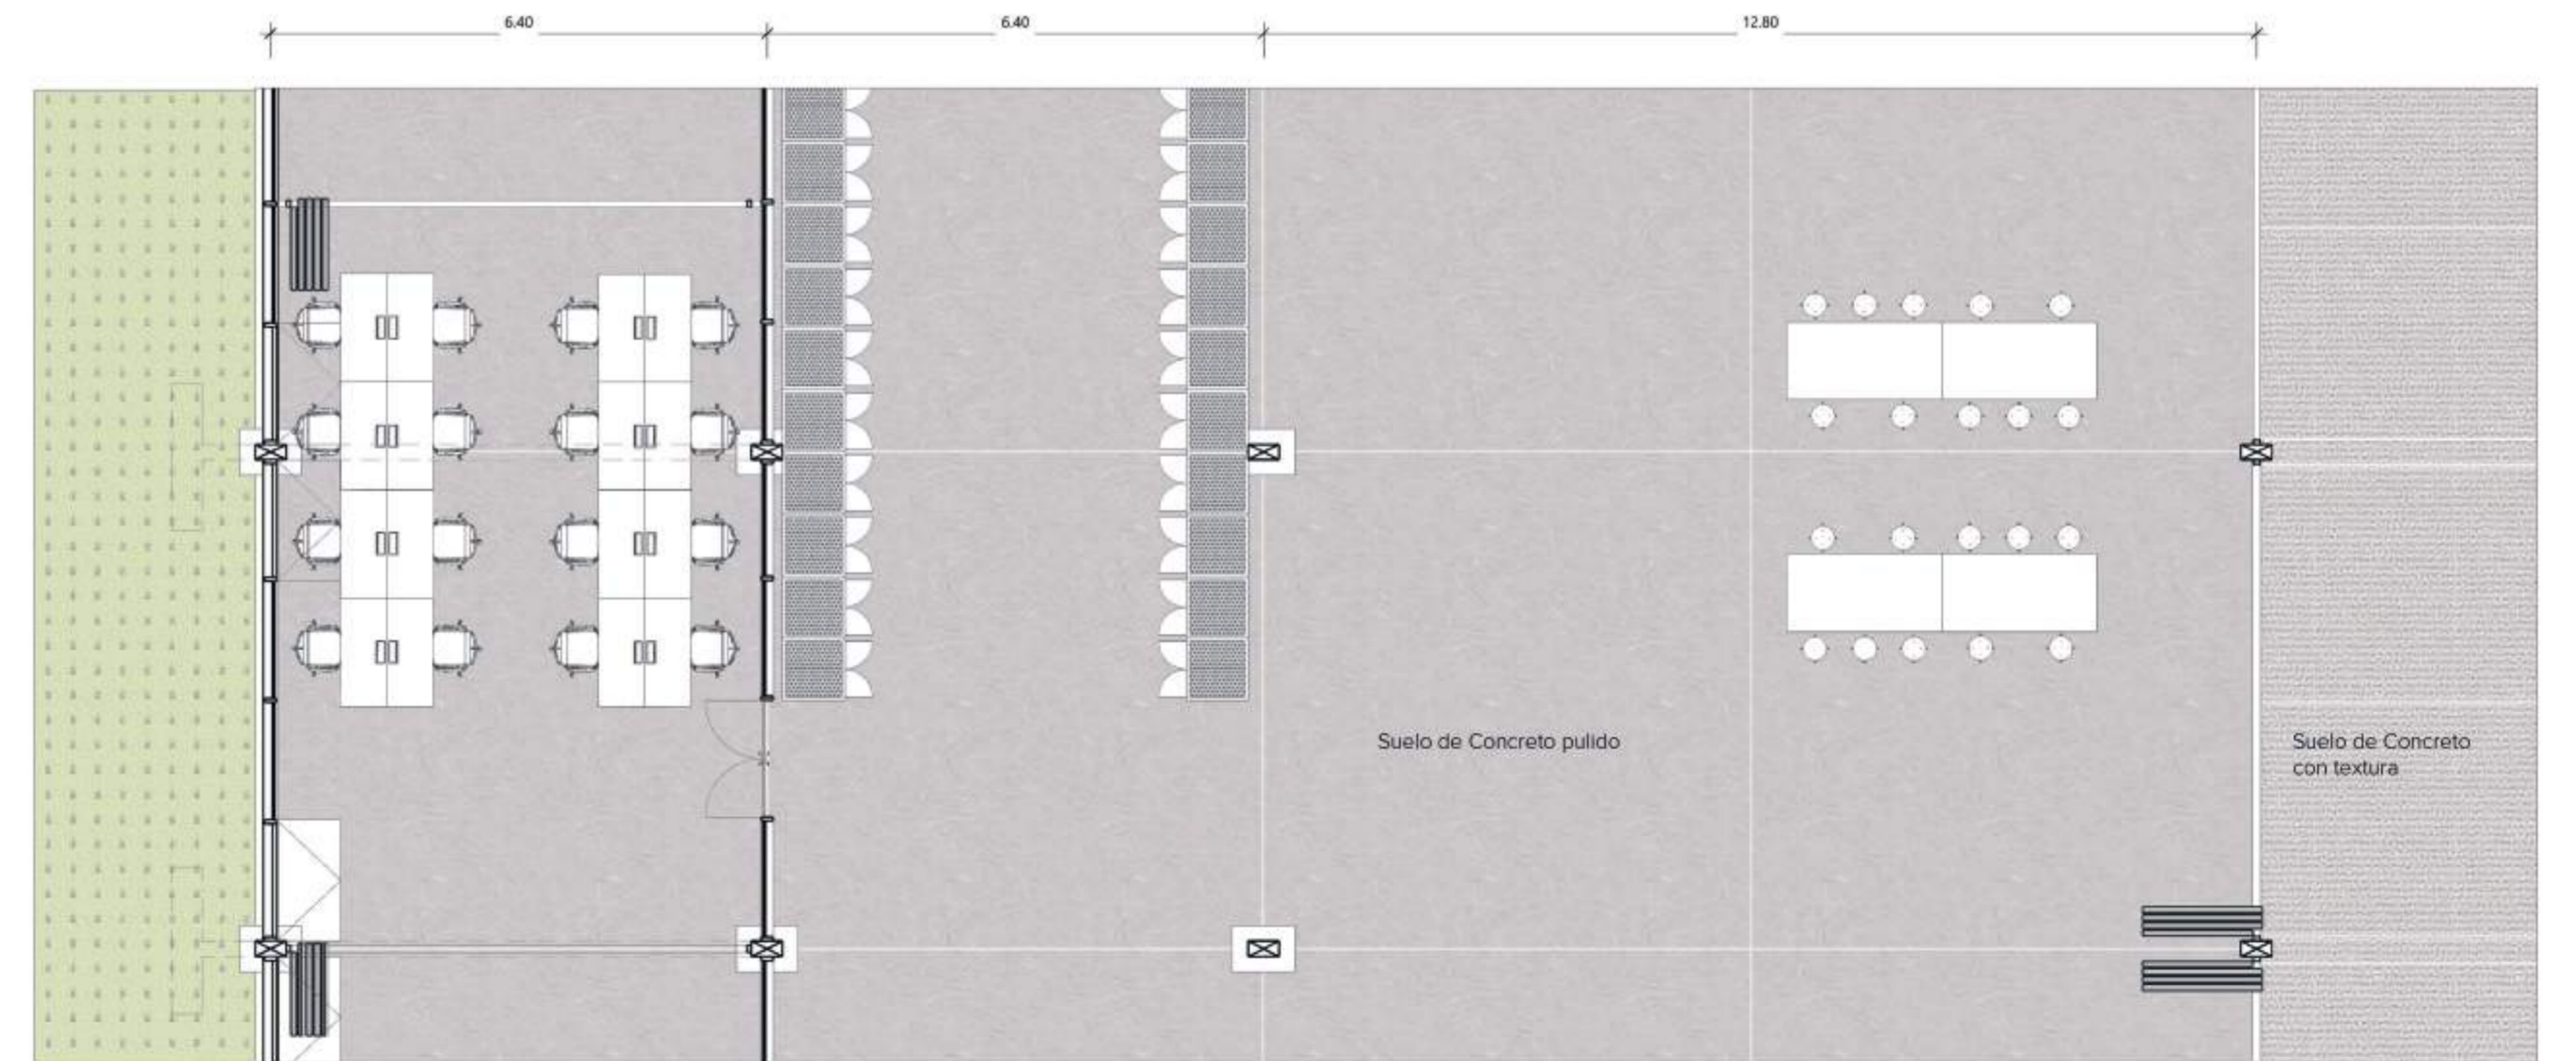 6.40
6.40
12.80
Suelo de Concreto pulido
Suelo de Concreto
con textura